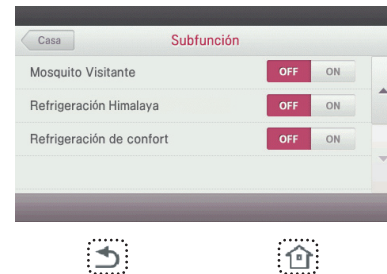 Casa
Subfunción
Mosquito Visitante OFF ON
Refrigeración Himalaya OFF ON
Refrigeración de confort OFF ON